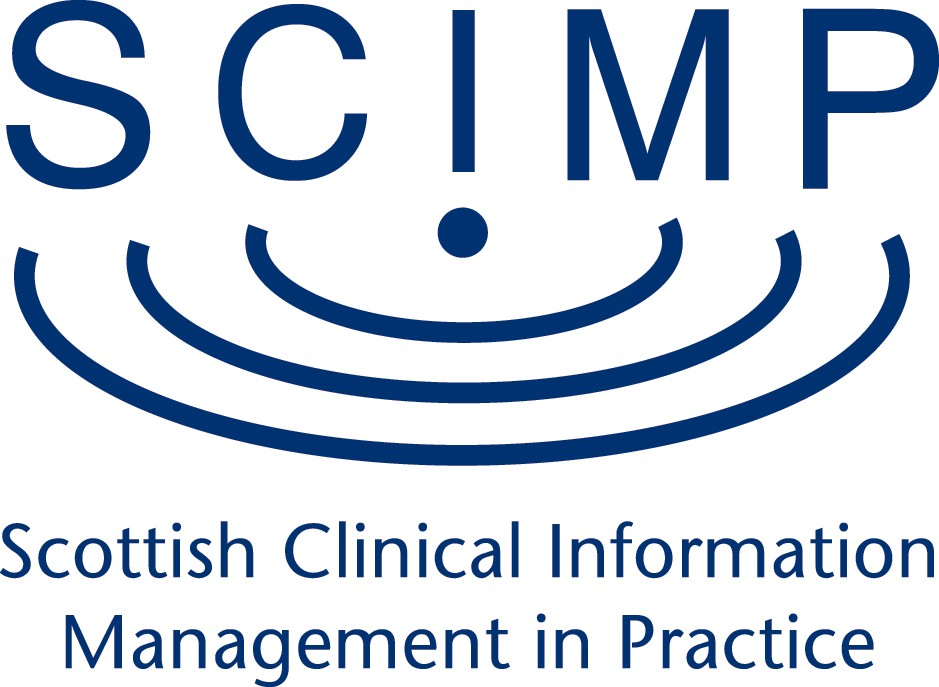 SCIMP
Scottish Clinical Information
Management in Practice